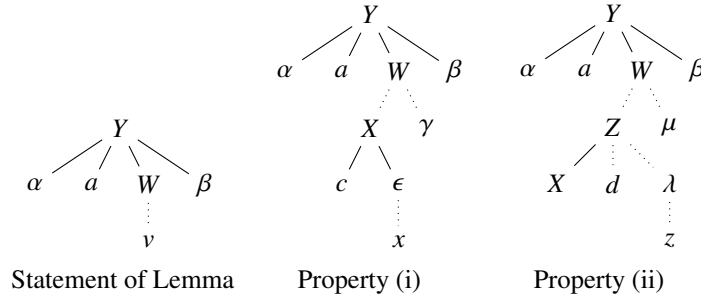 Y Y
α a W β α a W β
Y X γ Z μ
α a W β c ϵ X d λ
v x z
Statement of Lemma Property (i) Property (ii)